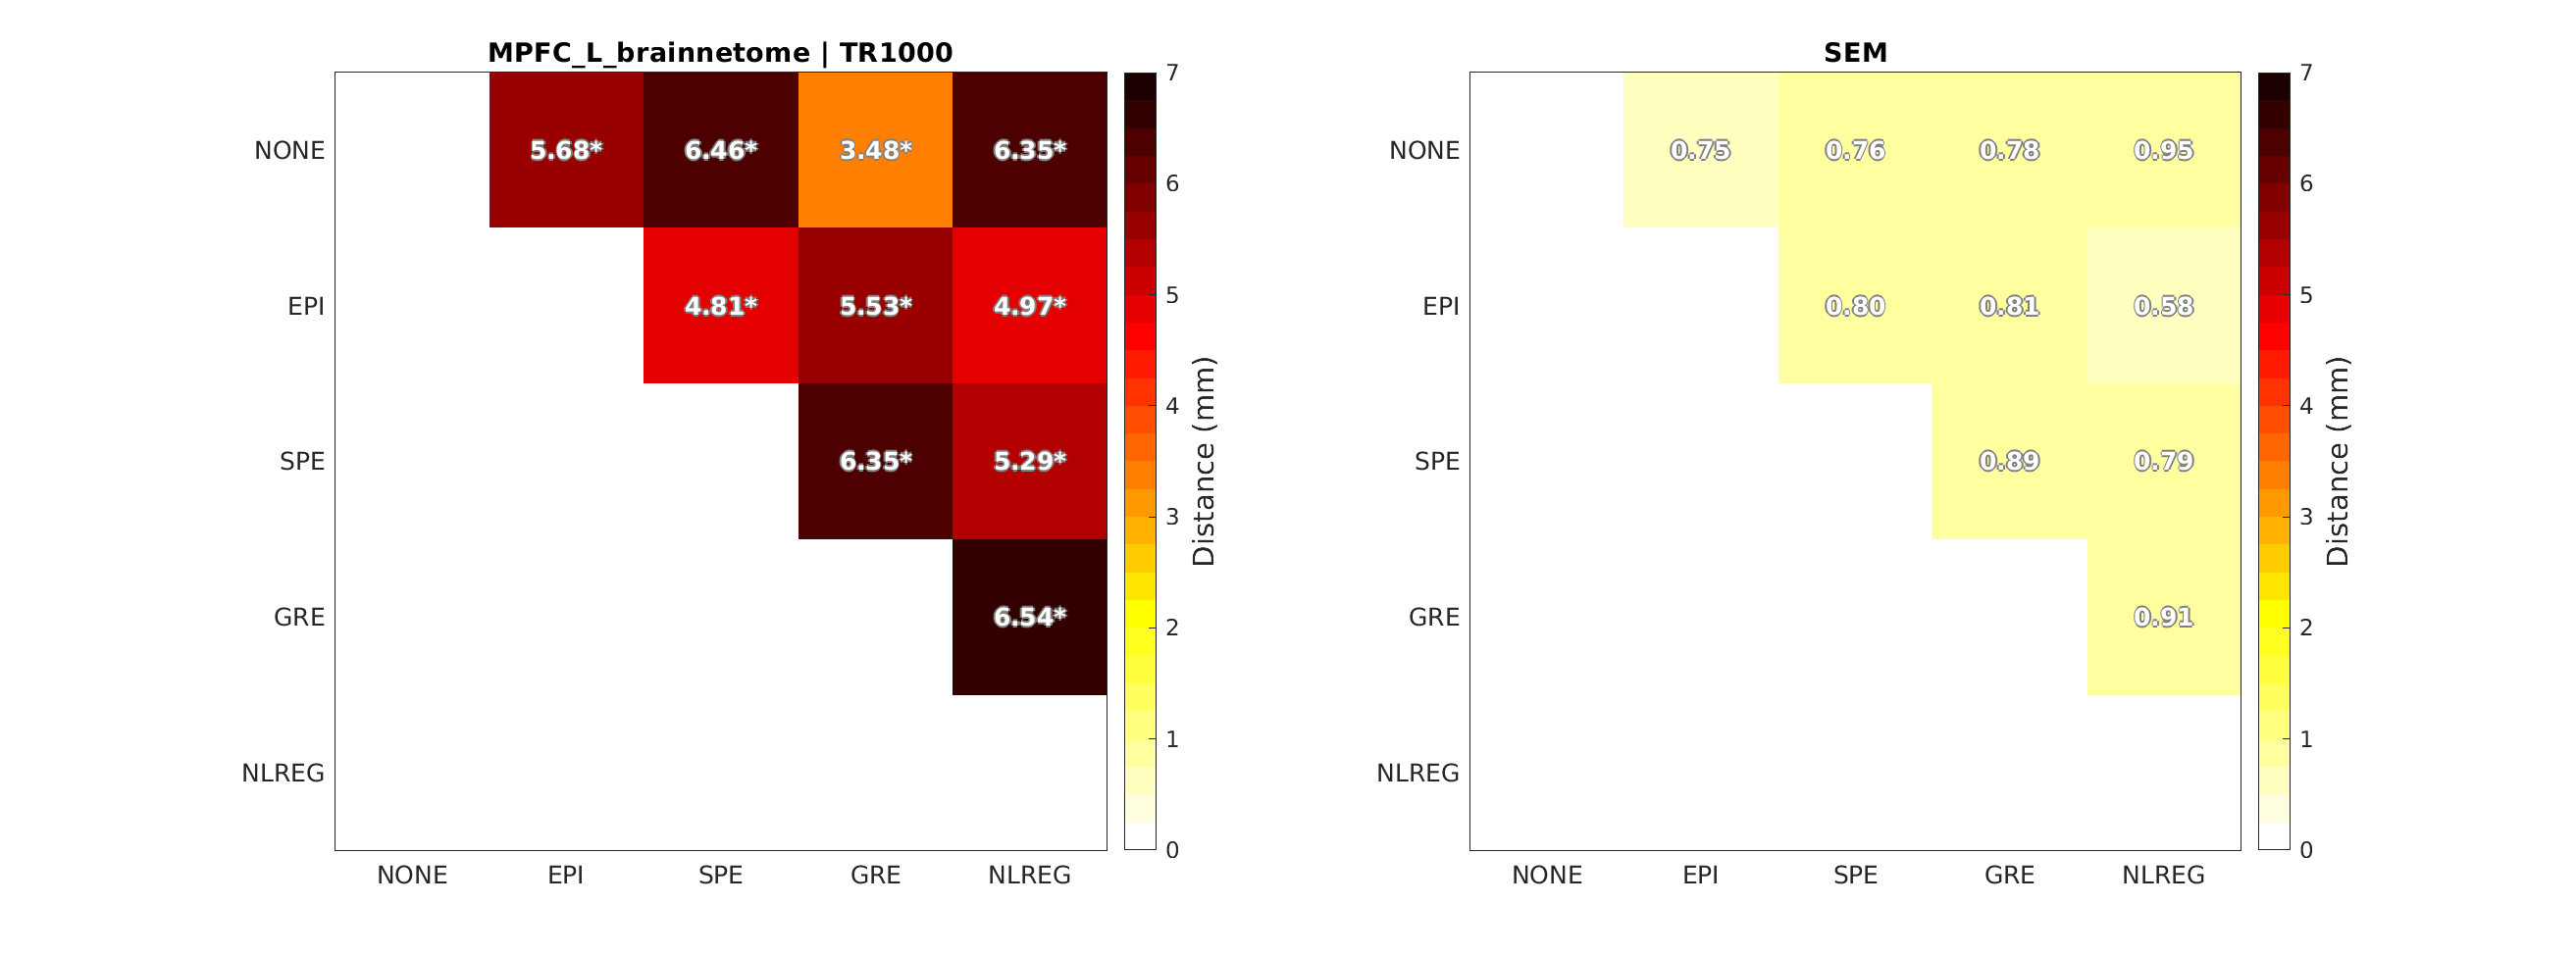 MPFC_L_brainnetome | TR1000
NONE 5.68* 6.46* 3.48* 6.35*
EPI 4.81* 5.53* 4.97*
SPE 6.35* 5.29*
GRE 6.54*
NLREG
NONE EPI SPE GRE NLREG
7
6
5
4
3
2
1
0
Distance (mm)
SEM
NONE 0.75 0.76 0.78 0.95
EPI 0.80 0.81 0.58
SPE 0.89 0.79
GRE 0.91
NLREG
NONE EPI SPE GRE NLREG
7
6
5
4
3
2
1
0
Distance (mm)